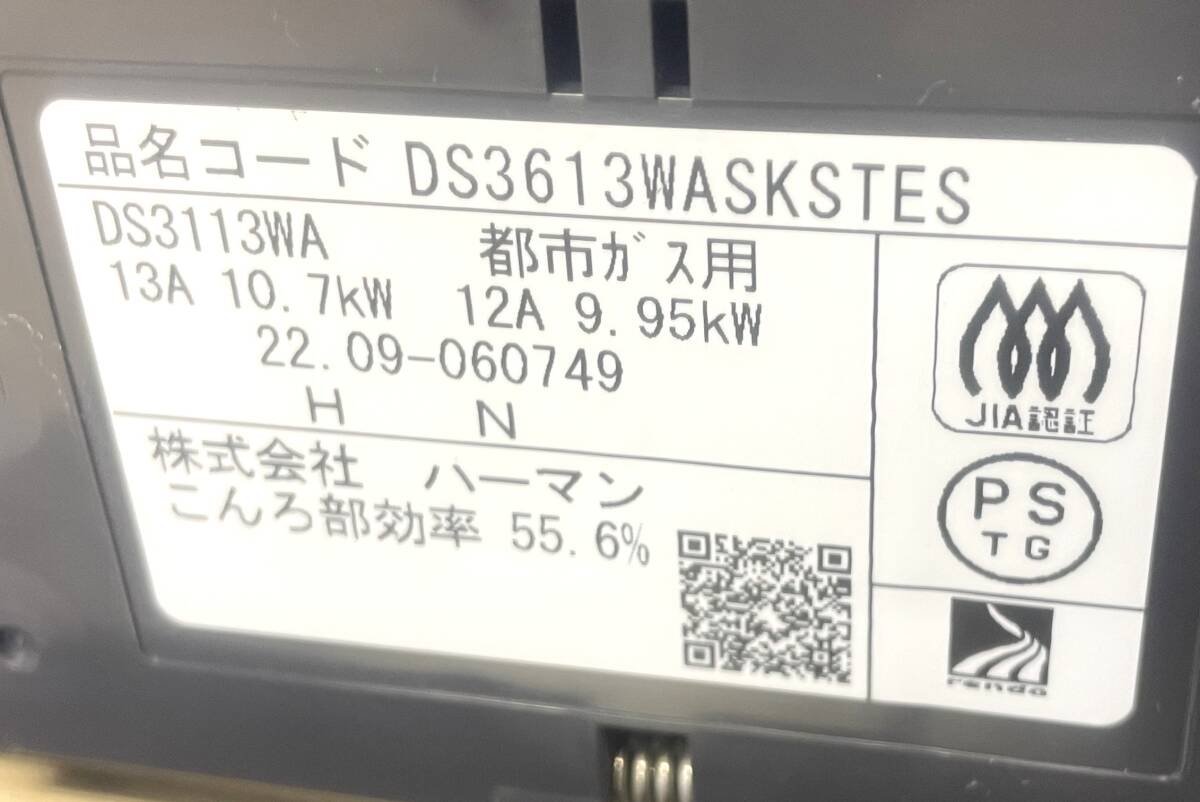 品名コード DS3613WASKSTES
DS3113WA 都市ｶﾞｽ用
13A 10.7kW 12A 9.95kW
22.09-060749
H N
株式会社 ハーマン
こんろ部効率 55.6%
JIA認証
PS
TG
rendo